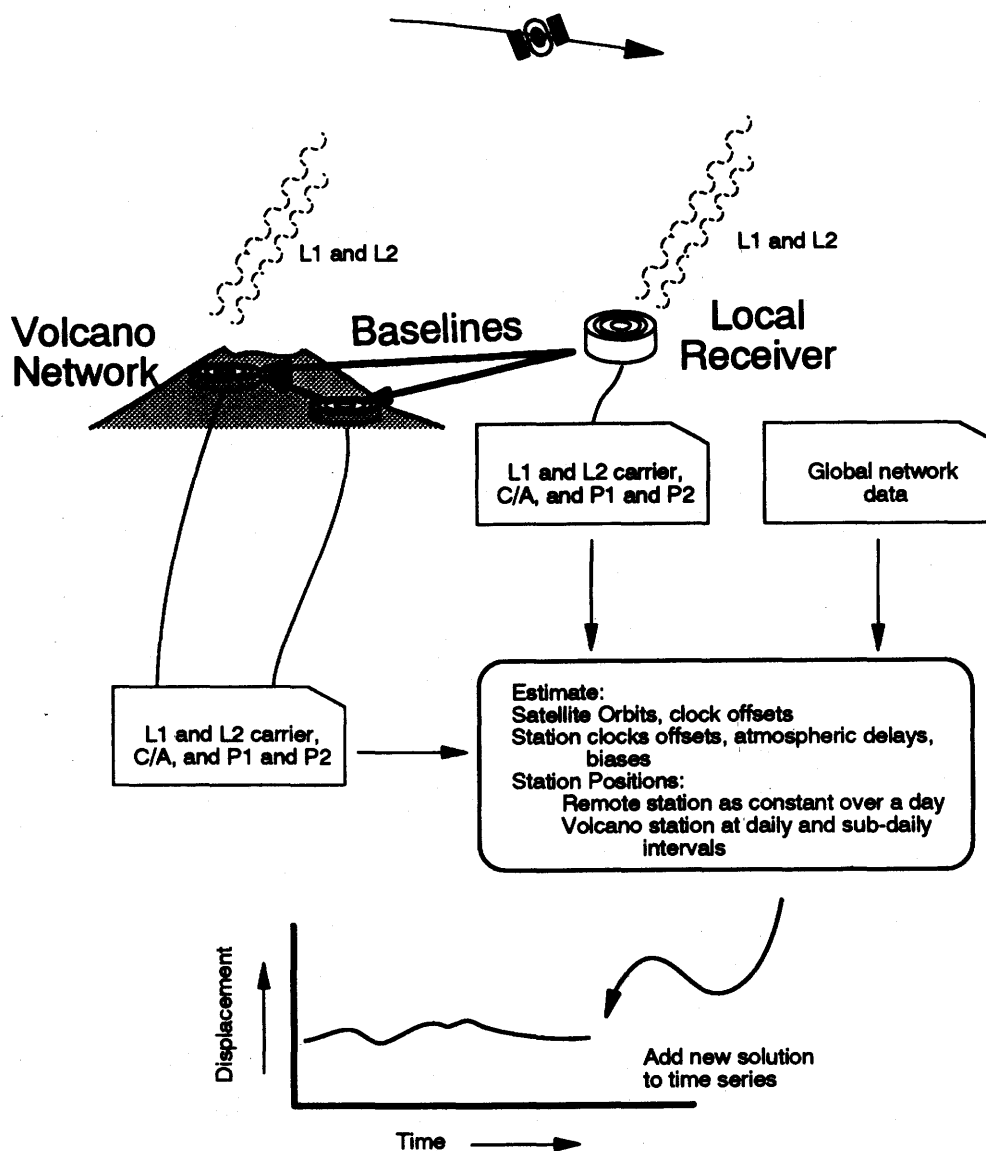 L1 and L2
L1 and L2
Volcano
Network
Baselines
Local
Receiver
L1 and L2 carrier,
C/A, and P1 and P2
Global network
data
L1 and L2 carrier,
C/A, and P1 and P2
Estimate:
Satellite Orbits, clock offsets
Station clocks offsets, atmospheric delays,
biases
Station Positions:
Remote station as constant over a day
Volcano station at daily and sub-daily
intervals
Displacement
Add new solution
to time series
Time